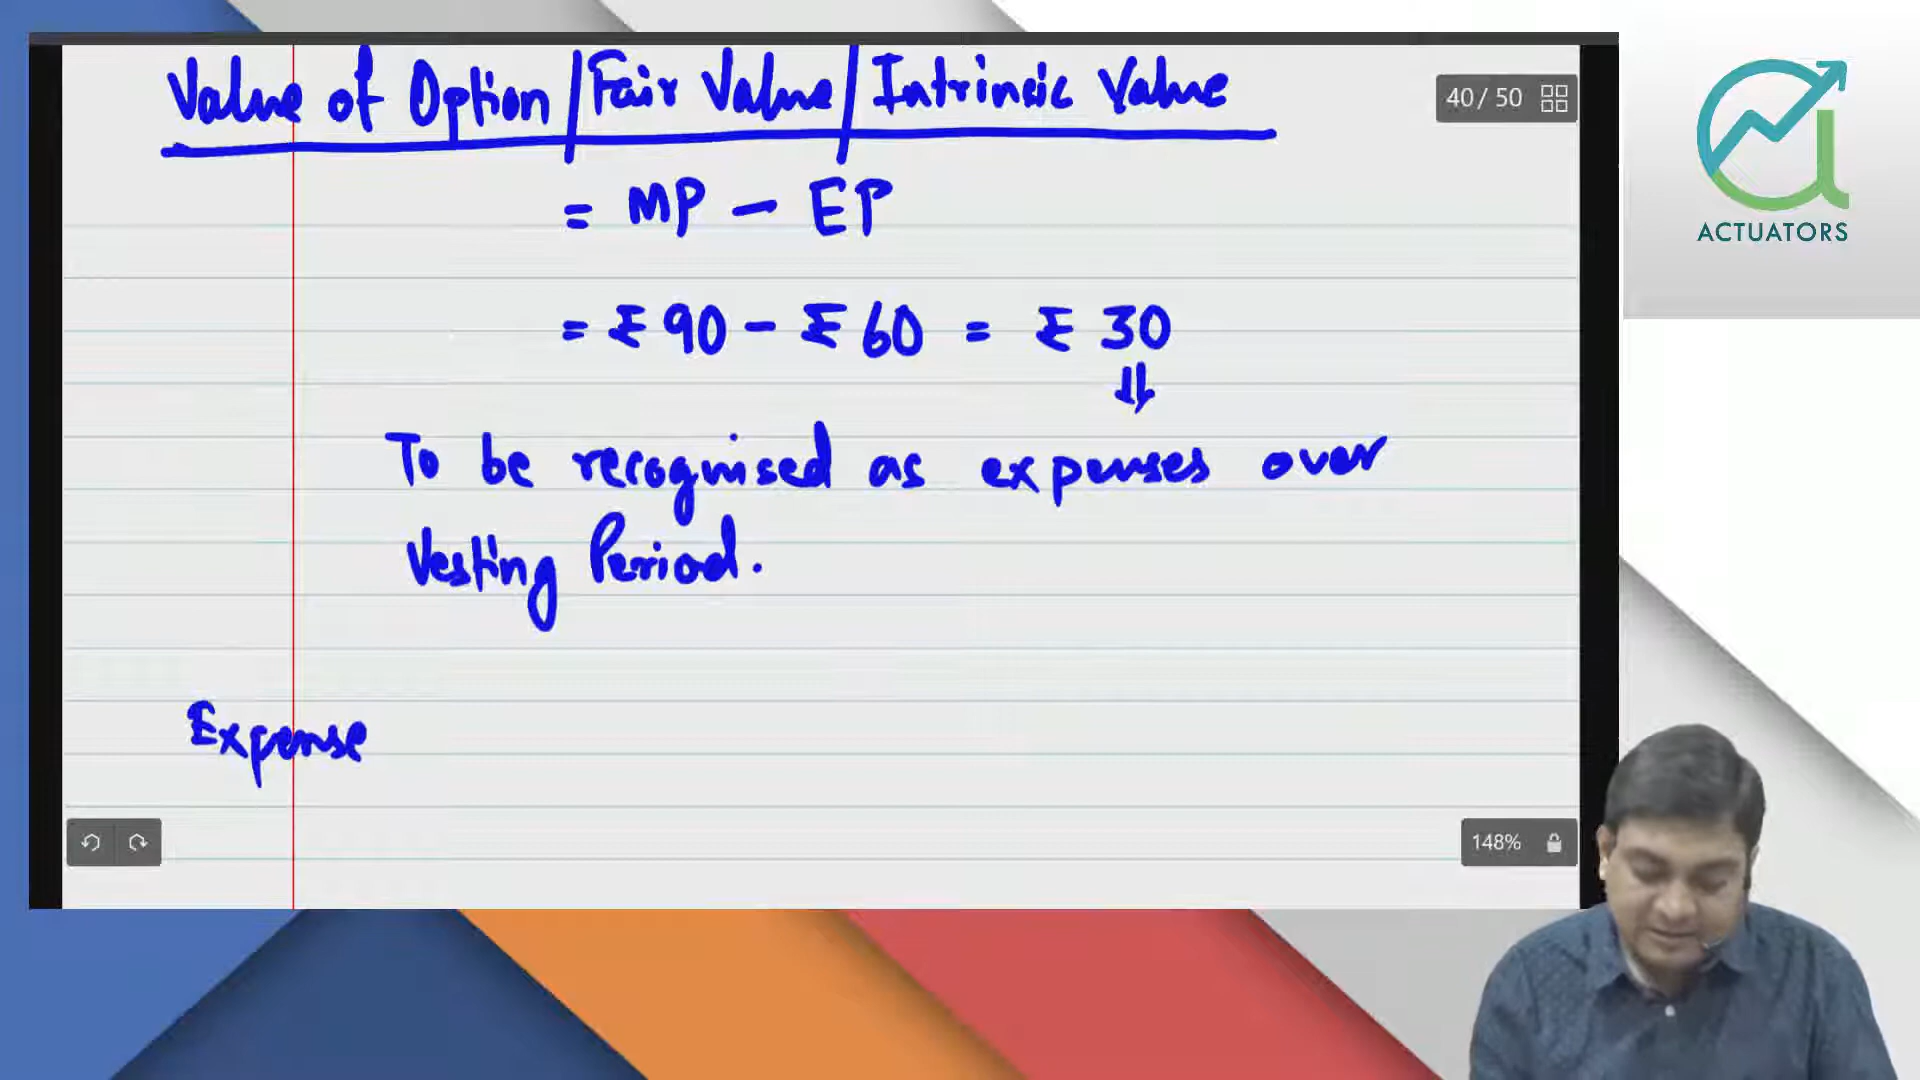 Value of Option / Fair Value / Intrinsic Value
= MP - EP
= ₹ 90 - ₹ 60 = ₹ 30
To be recognised as expenses over
Vesting Period.
Expense
40 / 50
148%
ACTUATORS